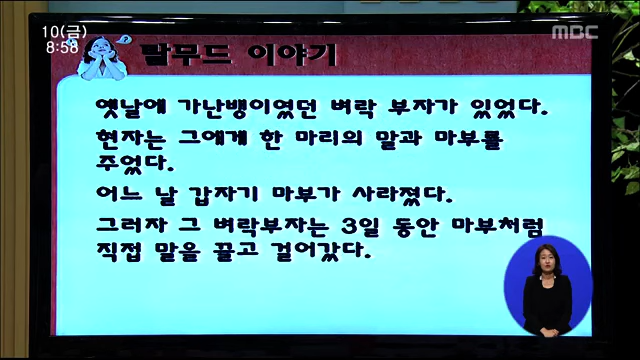 10(금)
8:58
MBC
탈무드 이야기
옛날에 가난뱅이였던 벼락 부자가 있었다.
현자는 그에게 한 마리의 말과 마부를
주었다.
어느 날 갑자기 마부가 사라졌다.
그러자 그 벼락부자는 3일 동안 마부처럼
직접 말을 끌고 걸어갔다.